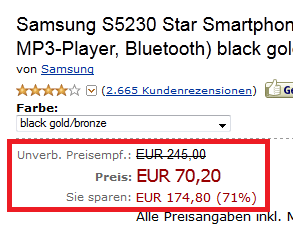 Samsung S5230 Star Smartphon
MP3-Player, Bluetooth) black gol
von Samsung
(2.665 Kundenrezensionen)
Farbe:
black gold/bronze
Unverb. Preisempf.: EUR 245,00
Preis: EUR 70,20
Sie sparen: EUR 174,80 (71%)
Alle Preisangaben inkl. M